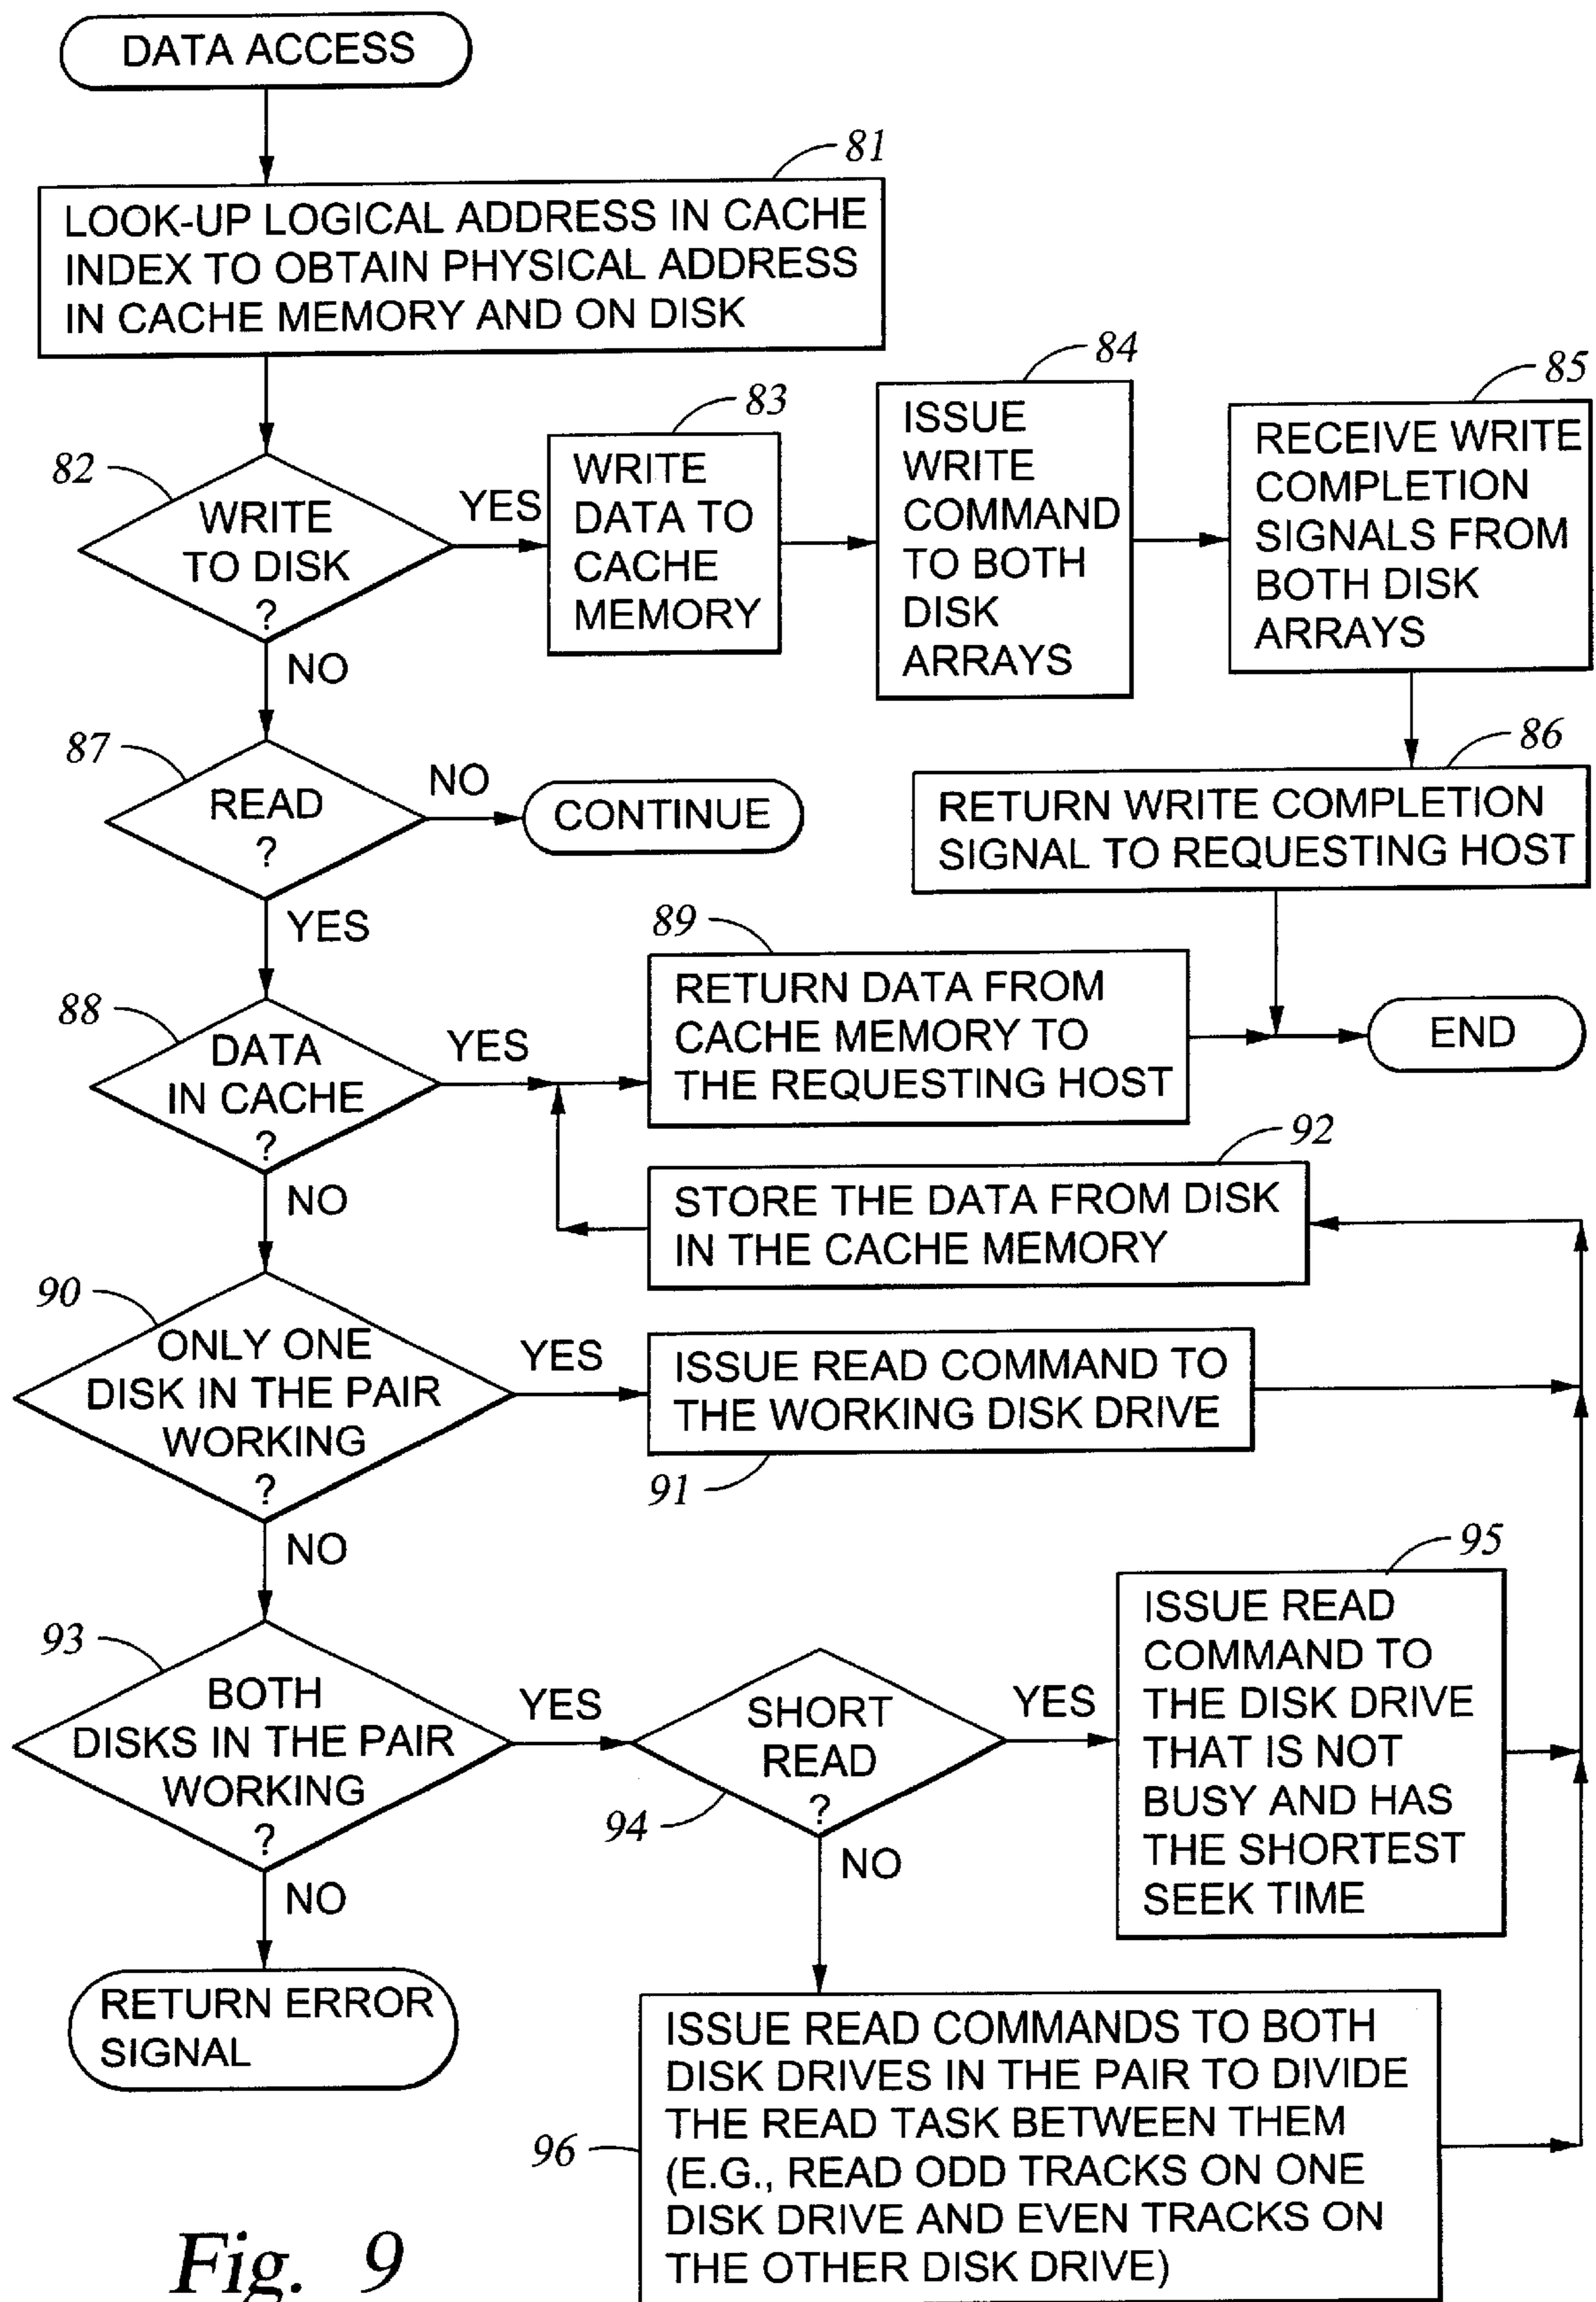 DATA ACCESS
81
LOOK-UP LOGICAL ADDRESS IN CACHE
INDEX TO OBTAIN PHYSICAL ADDRESS
IN CACHE MEMORY AND ON DISK
82
WRITE
TO DISK
?
YES
NO
83
WRITE
DATA TO
CACHE
MEMORY
84
ISSUE
WRITE
COMMAND
TO BOTH
DISK
ARRAYS
85
RECEIVE WRITE
COMPLETION
SIGNALS FROM
BOTH DISK
ARRAYS
86
RETURN WRITE COMPLETION
SIGNAL TO REQUESTING HOST
87
READ
?
NO
CONTINUE
YES
88
DATA
IN CACHE
?
YES
NO
89
RETURN DATA FROM
CACHE MEMORY TO
THE REQUESTING HOST
END
92
STORE THE DATA FROM DISK
IN THE CACHE MEMORY
90
ONLY ONE
DISK IN THE PAIR
WORKING
?
YES
NO
ISSUE READ COMMAND TO
THE WORKING DISK DRIVE
91
93
BOTH
DISKS IN THE PAIR
WORKING
?
YES
NO
SHORT
READ
?
94
YES
NO
95
ISSUE READ
COMMAND TO
THE DISK DRIVE
THAT IS NOT
BUSY AND HAS
THE SHORTEST
SEEK TIME
RETURN ERROR
SIGNAL
96
ISSUE READ COMMANDS TO BOTH
DISK DRIVES IN THE PAIR TO DIVIDE
THE READ TASK BETWEEN THEM
(E.G., READ ODD TRACKS ON ONE
DISK DRIVE AND EVEN TRACKS ON
THE OTHER DISK DRIVE)
Fig. 9